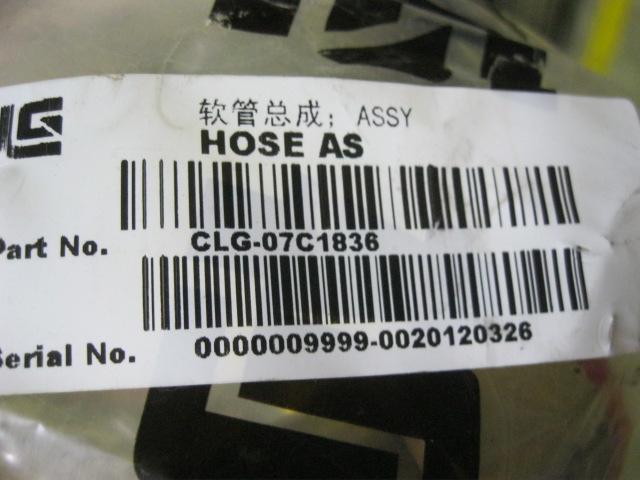 软管总成；ASSY
HOSE AS
Part No. CLG-07C1836
Serial No. 0000009999-0020120326